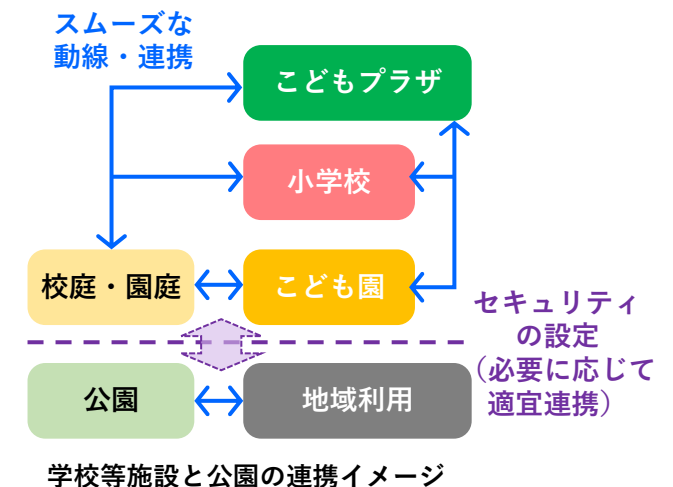 スムーズな
動線・連携
こどもプラザ
小学校
校庭・園庭
こども園
セキュリティ
の設定
（必要に応じて
適宜連携）
公園
地域利用
学校等施設と公園の連携イメージ